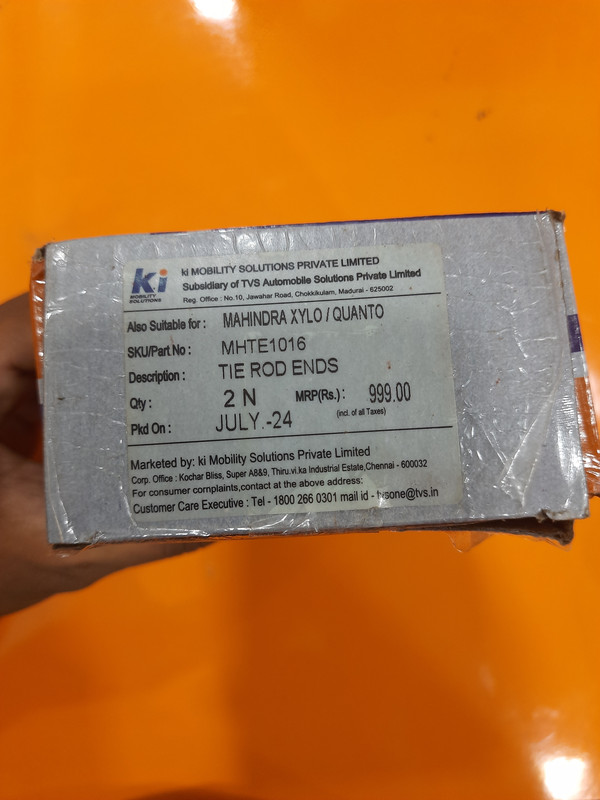 ki MOBILITY SOLUTIONS PRIVATE LIMITED
Subsidiary of TVS Automobile Solutions Private Limited
Reg. Office : No.10, Jawahar Road, Chokkikulam, Madurai - 625002
ki
MOBILITY
SOLUTIONS
Also Suitable for : MAHINDRA XYLO / QUANTO
SKU/Part No : MHTE1016
Description : TIE ROD ENDS
Qty : 2 N MRP(Rs.) : 999.00
(incl. of all Taxes)
Pkd On : JULY.-24
Marketed by: ki Mobility Solutions Private Limited
Corp. Office : Kochar Bliss, Super A8&9, Thiru.vi.ka Industrial Estate,Chennai - 600032
For consumer complaints,contact at the above address:
Customer Care Executive : Tel - 1800 266 0301 mail id - tvsone@tvs.in